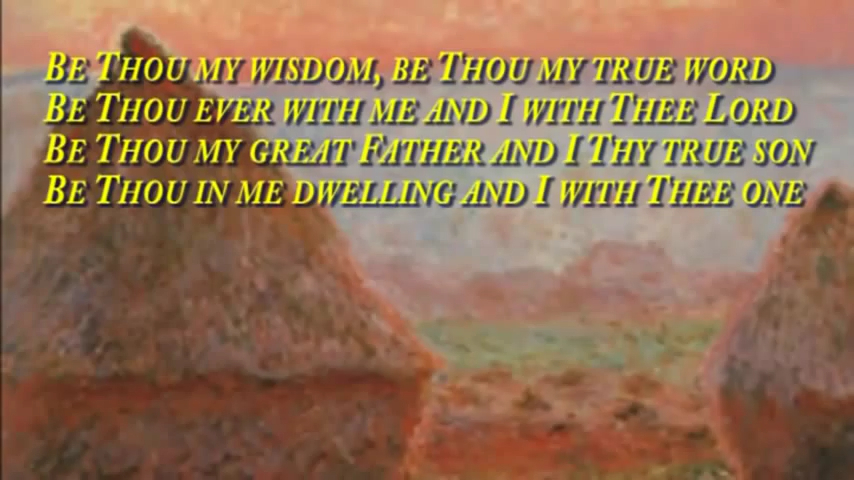 Be Thou my wisdom, be Thou my true word
Be Thou ever with me and I with Thee Lord
Be Thou my great Father and I Thy true son
Be Thou in me dwelling and I with Thee one